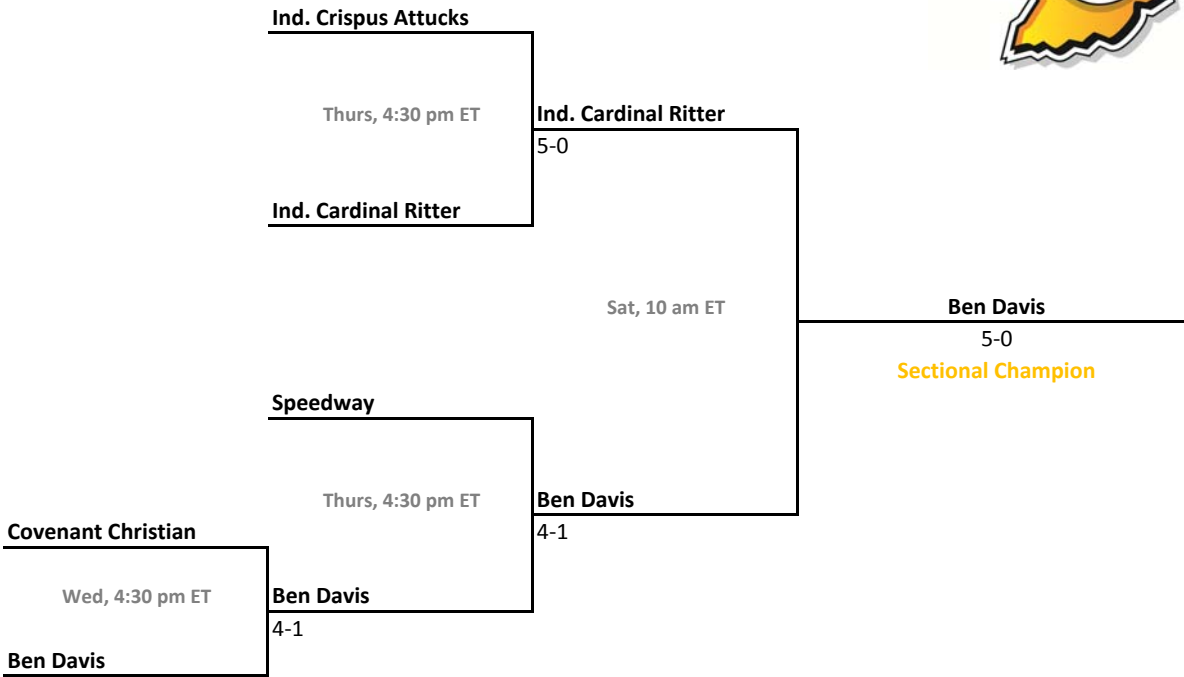 Ind. Crispus Attucks
Thurs, 4:30 pm ET
Ind. Cardinal Ritter
5-0
Ind. Cardinal Ritter
Sat, 10 am ET
Ben Davis
5-0
Sectional Champion
Speedway
Thurs, 4:30 pm ET
Ben Davis
4-1
Covenant Christian
Wed, 4:30 pm ET
Ben Davis
4-1
Ben Davis